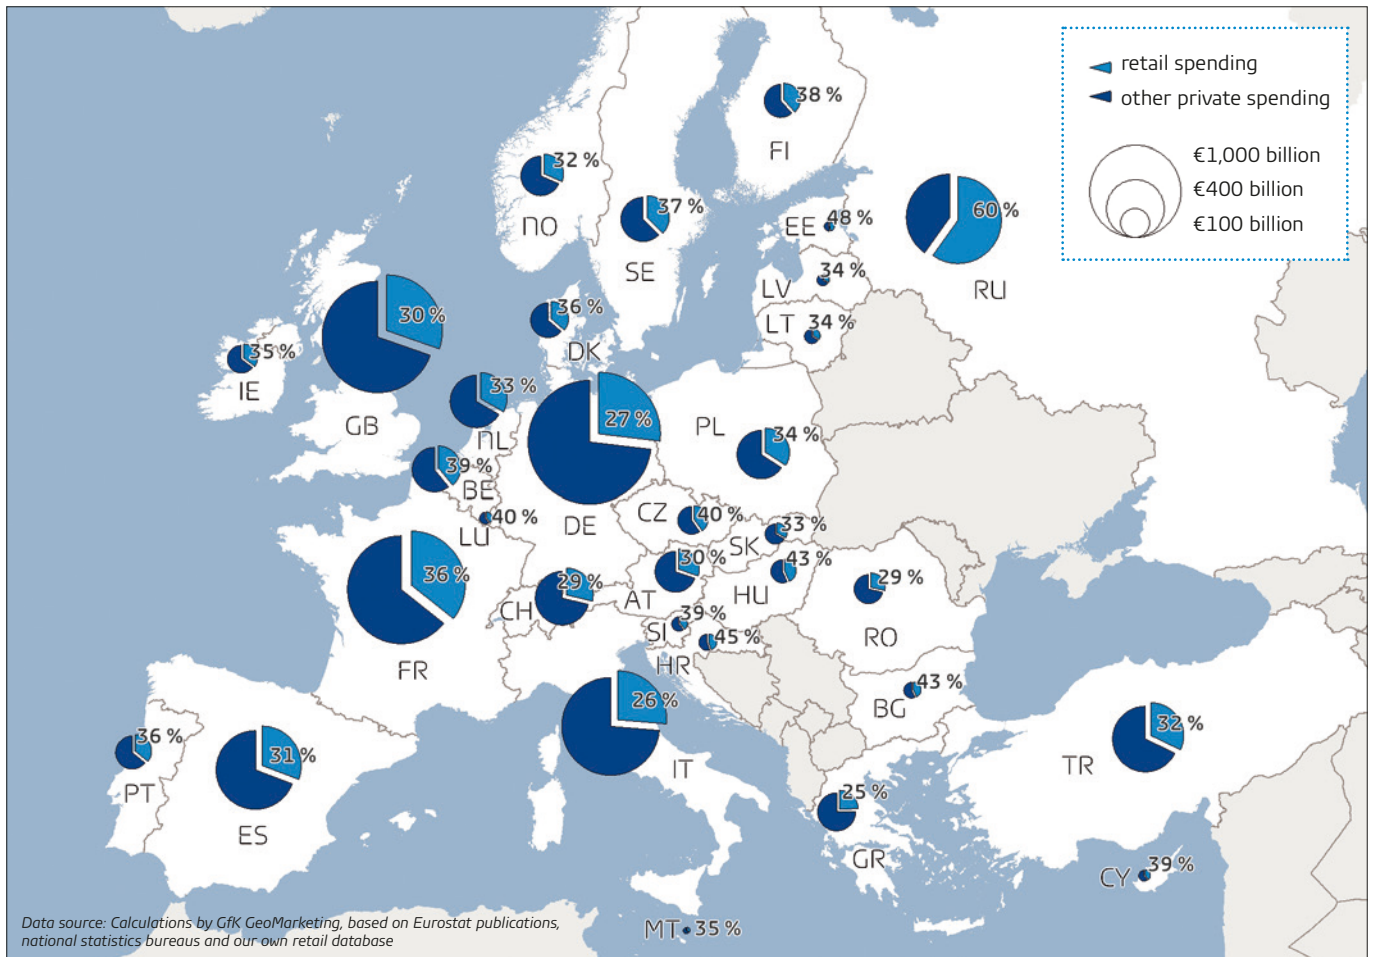 retail spending
other private spending
€1,000 billion
€400 billion
€100 billion
38 %
FI
32 %
NO
37 %
SE
48 %
EE
60 %
RU
34 %
LV
34 %
LT
30 %
GB
35 %
IE
36 %
DK
33 %
NL
27 %
DE
34 %
PL
39 %
BE
40 %
LU
40 %
CZ
33 %
SK
36 %
FR
29 %
CH
30 %
AT
43 %
HU
29 %
RO
39 %
SI
45 %
HR
43 %
BG
26 %
IT
36 %
PT
31 %
ES
32 %
TR
25 %
GR
39 %
CY
MT 35 %
Data source: Calculations by GfK GeoMarketing, based on Eurostat publications,
national statistics bureaus and our own retail database